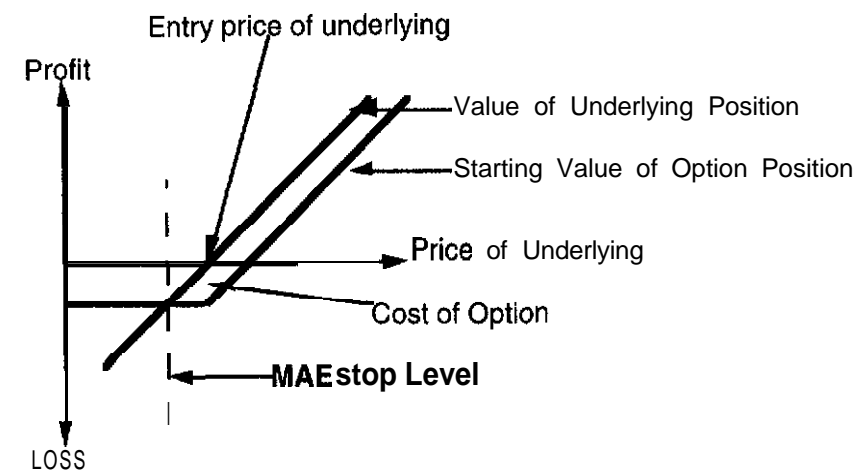 Entry price of underlying
Profit
Value of Underlying Position
Starting Value of Option Position
Price of Underlying
Cost of Option
MAE stop Level
LOSS